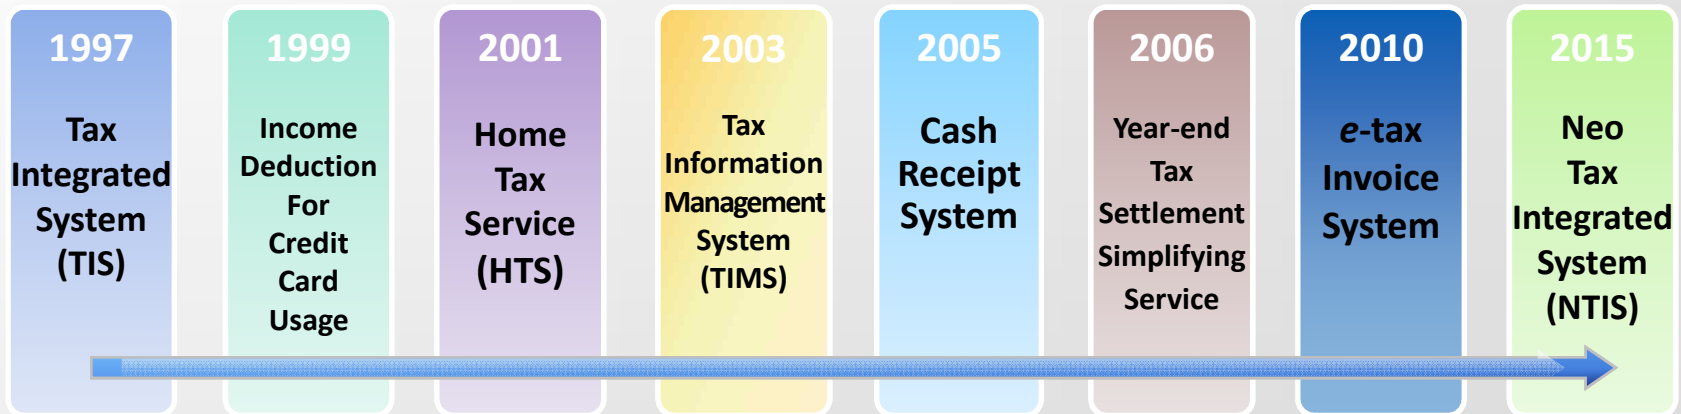 1997
Tax
Integrated
System
(TIS)
1999
Income
Deduction
For
Credit
Card
Usage
2001
Home
Tax
Service
(HTS)
2003
Tax
Information
Management
System
(TIMS)
2005
Cash
Receipt
System
2006
Year-end
Tax
Settlement
Simplifying
Service
2010
e-tax
Invoice
System
2015
Neo
Tax
Integrated
System
(NTIS)